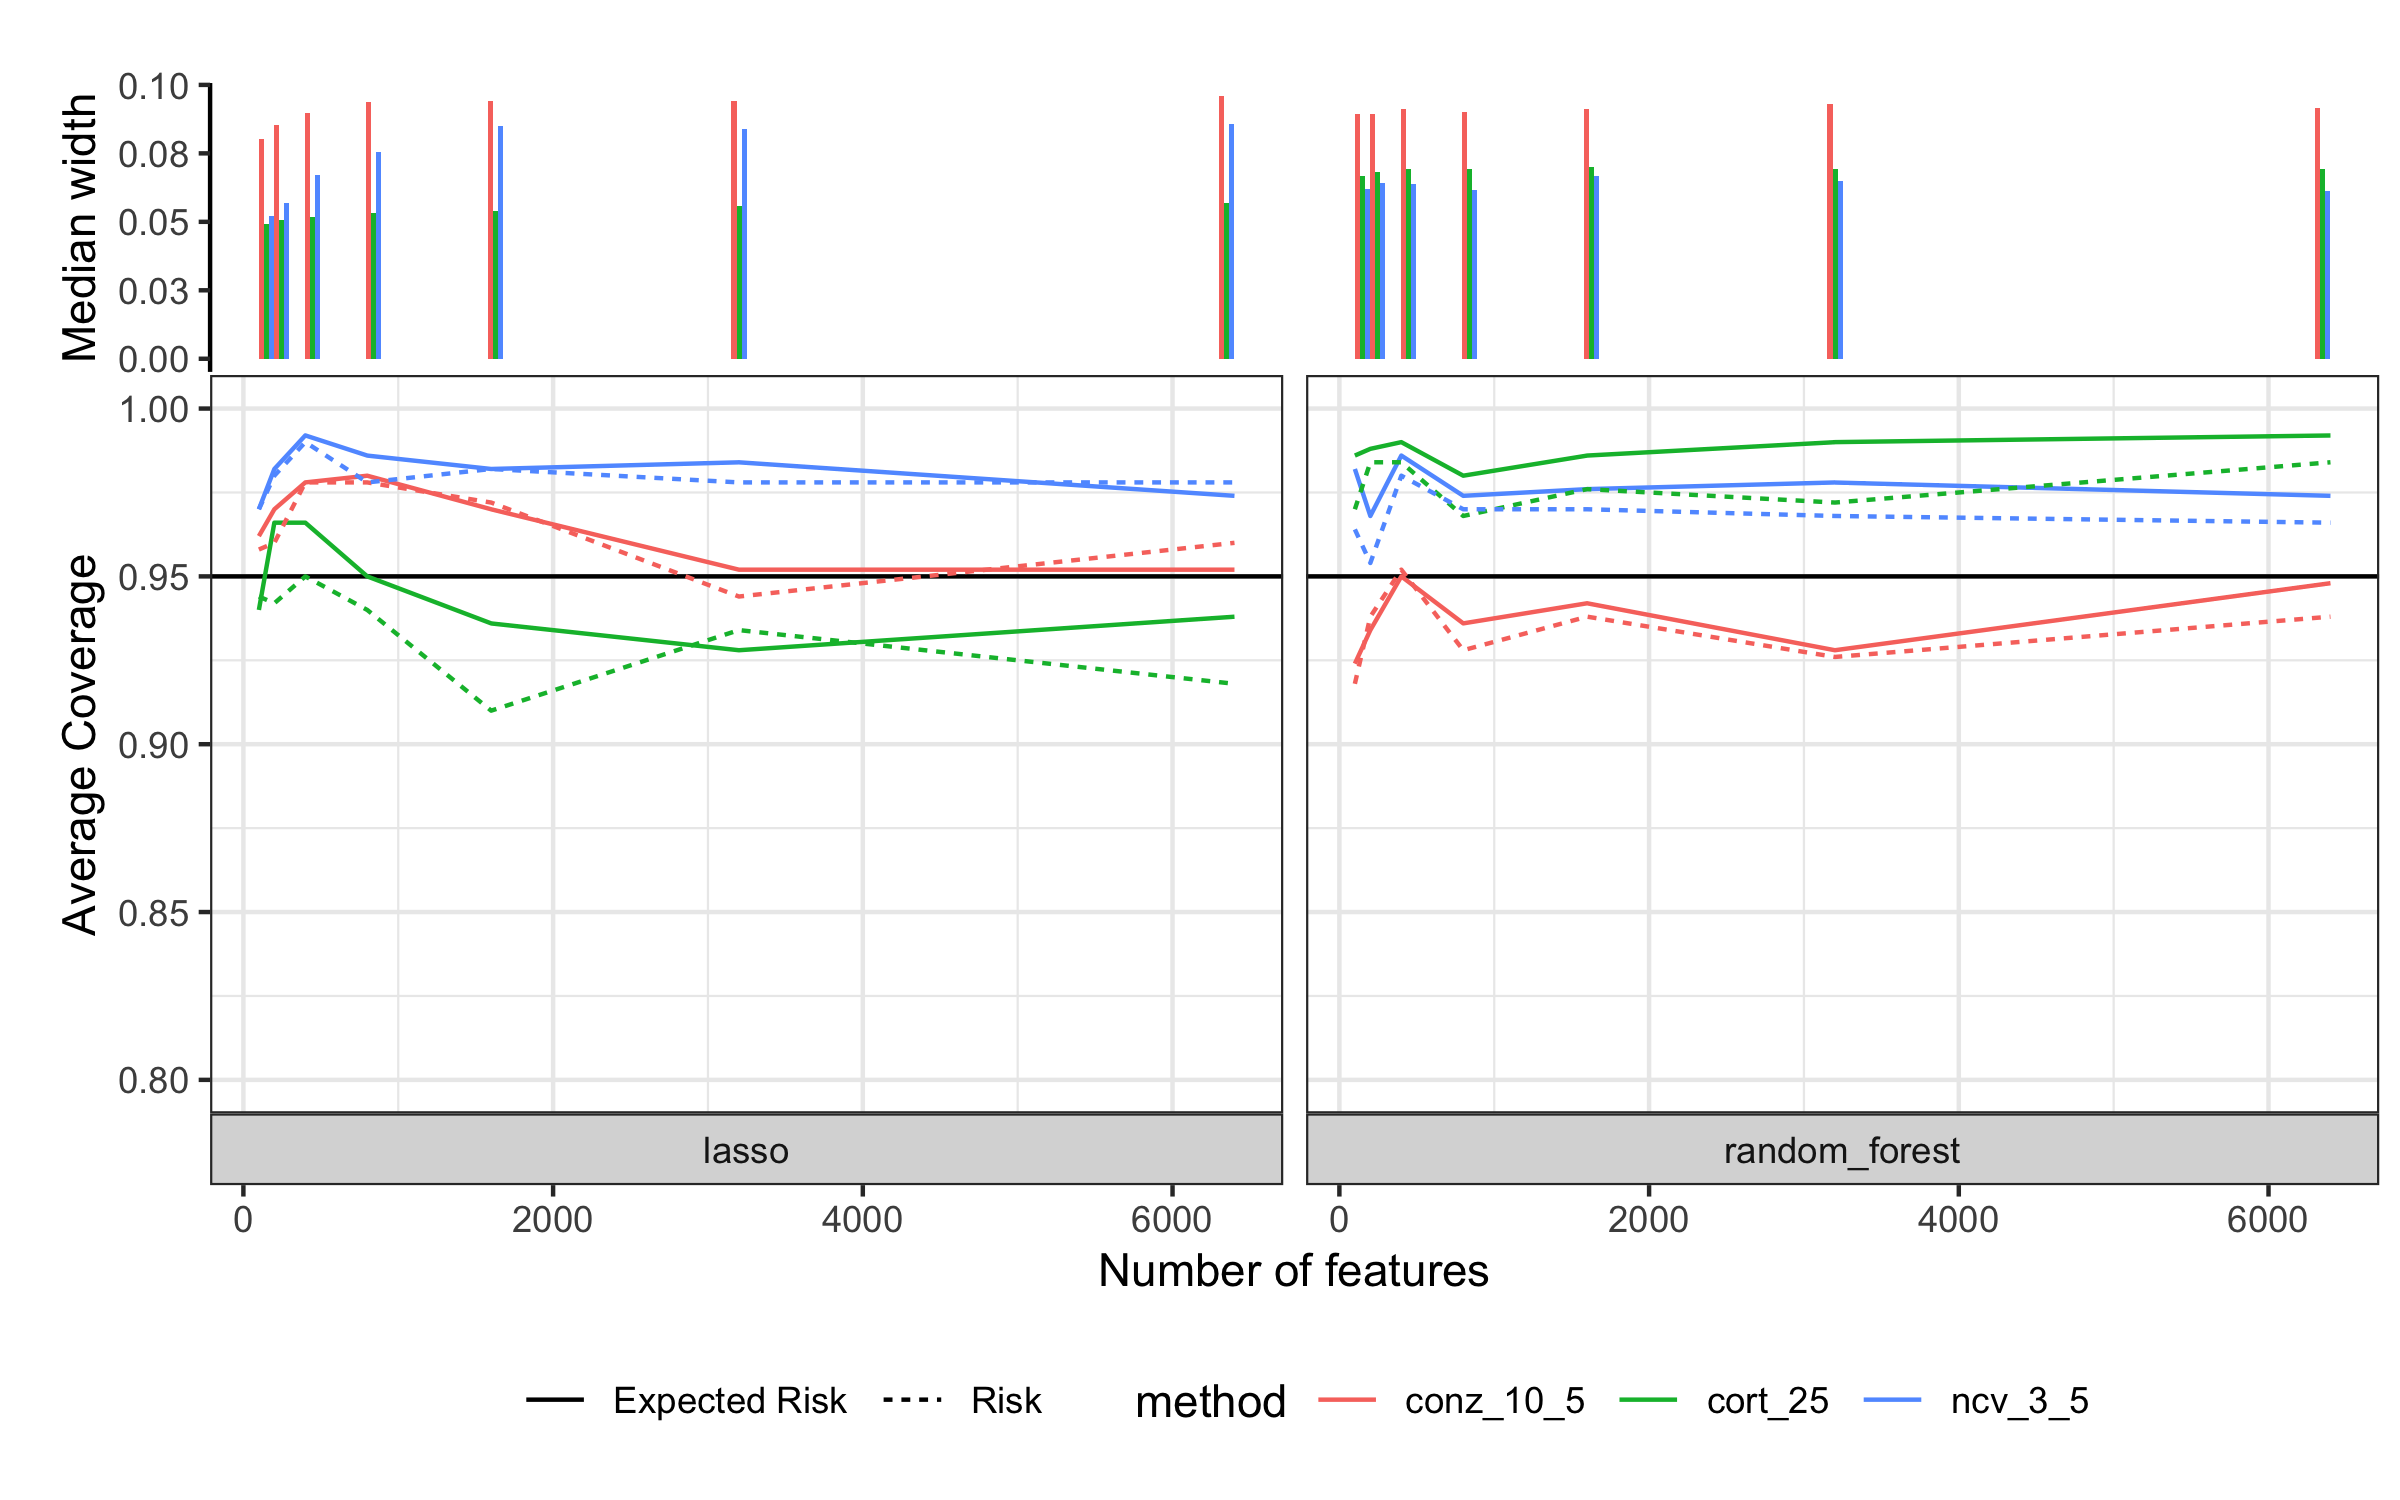 Median width
0.10
0.08
0.05
0.03
0.00
Average Coverage
1.00
0.95
0.90
0.85
0.80
lasso
random_forest
0 2000 4000 6000
0 2000 4000 6000
Number of features
Expected Risk Risk method conz_10_5 cort_25 ncv_3_5